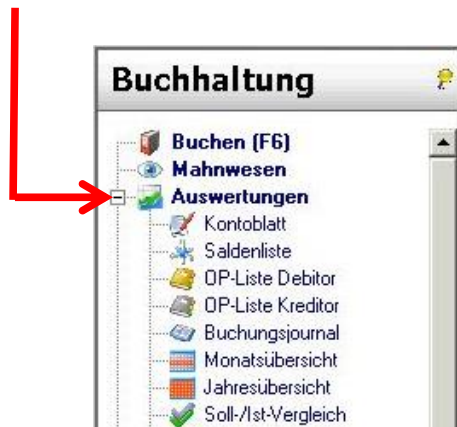 Buchhaltung
Buchen (F6)
Mahnwesen
Auswertungen
Kontoblatt
Saldenliste
OP-Liste Debitor
OP-Liste Kreditor
Buchungsjournal
Monatsübersicht
Jahresübersicht
Soll-/Ist-Vergleich